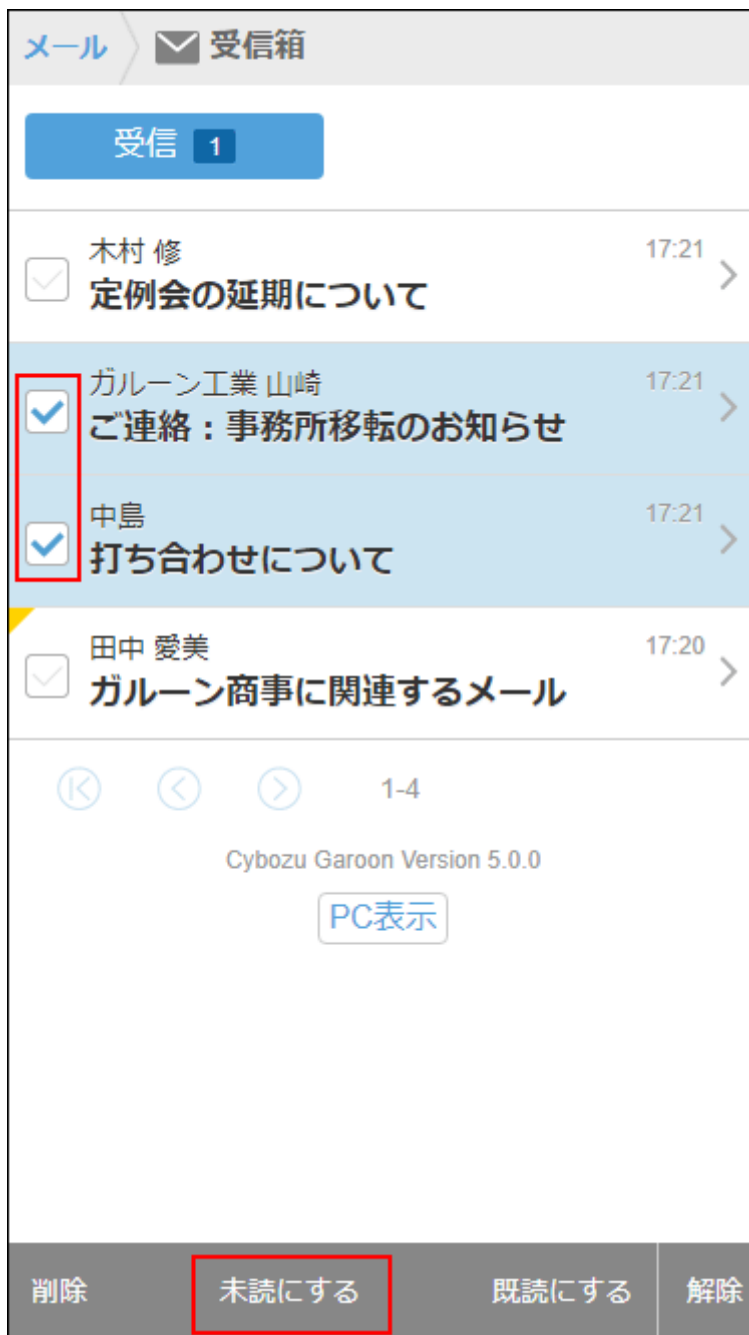 メール 受信箱
受信 1
木村 修 17:21
定例会の延期について
ガルーン工業 山崎 17:21
ご連絡：事務所移転のお知らせ
中島 17:21
打ち合わせについて
田中 愛美 17:20
ガルーン商事に関連するメール
1-4
Cybozu Garoon Version 5.0.0
PC表示
削除 未読にする 既読にする 解除